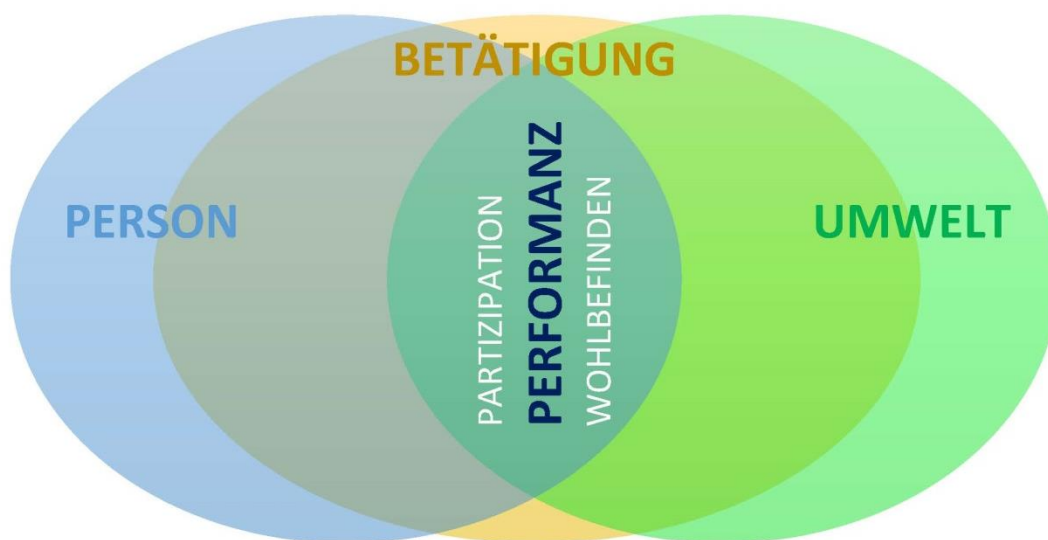 BETÄTIGUNG
PERSON
PARTIZIPATION
PERFORMANZ
WOHLBEFINDEN
UMWELT